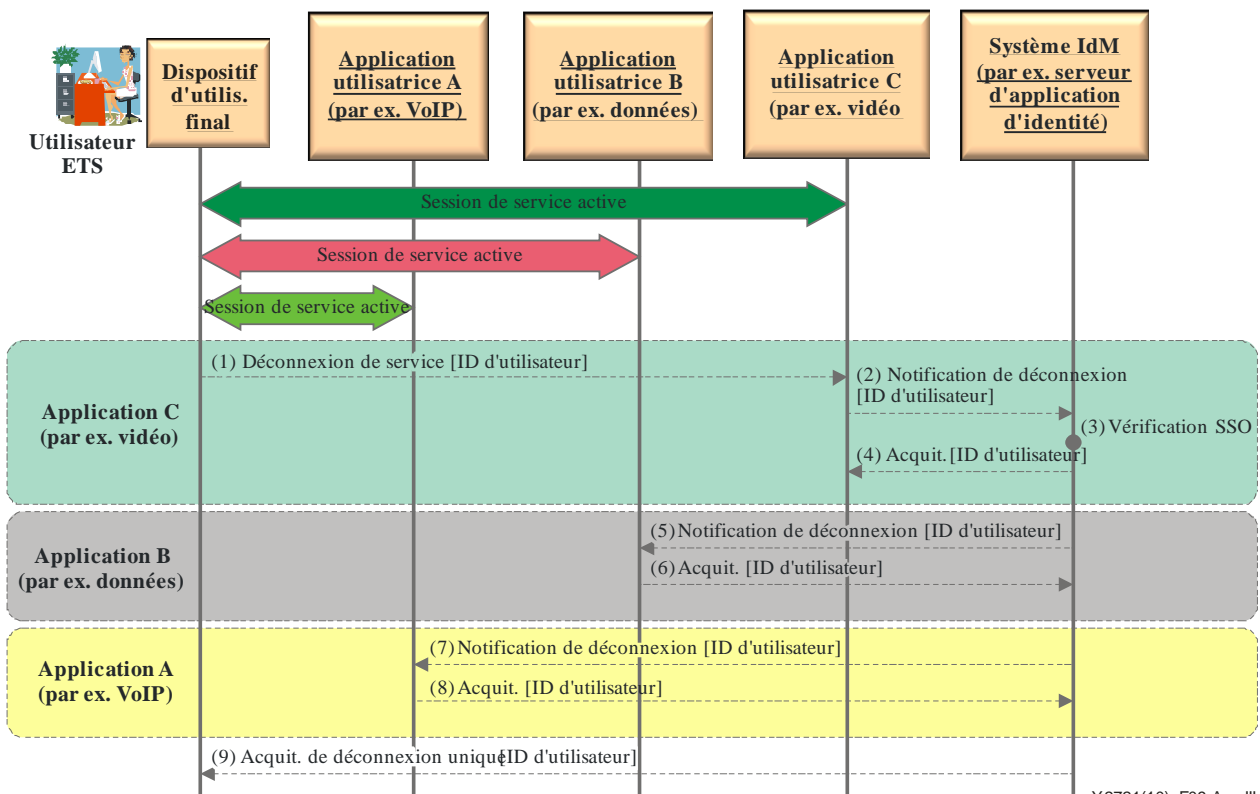 Utilisateur
ETS
Dispositif
d'utilis.
final
Application
utilisatrice A
(par ex. VoIP)
Application
utilisatrice B
(par ex. données)
Application
utilisatrice C
(par ex. vidéo
Système IdM
(par ex. serveur
d'application
d'identité)
Session de service active
Session de service active
Session de service active
Application C
(par ex. vidéo)
(1) Déconnexion de service [ID d'utilisateur]
(2) Notification de déconnexion
[ID d'utilisateur]
(3) Vérification SSO
(4) Acquit. [ID d'utilisateur]
Application B
(par ex. données)
(5) Notification de déconnexion [ID d'utilisateur]
(6) Acquit. [ID d'utilisateur]
Application A
(par ex. VoIP)
(7) Notification de déconnexion [ID d'utilisateur]
(8) Acquit. [ID d'utilisateur]
(9) Acquit. de déconnexion unique[ID d'utilisateur]